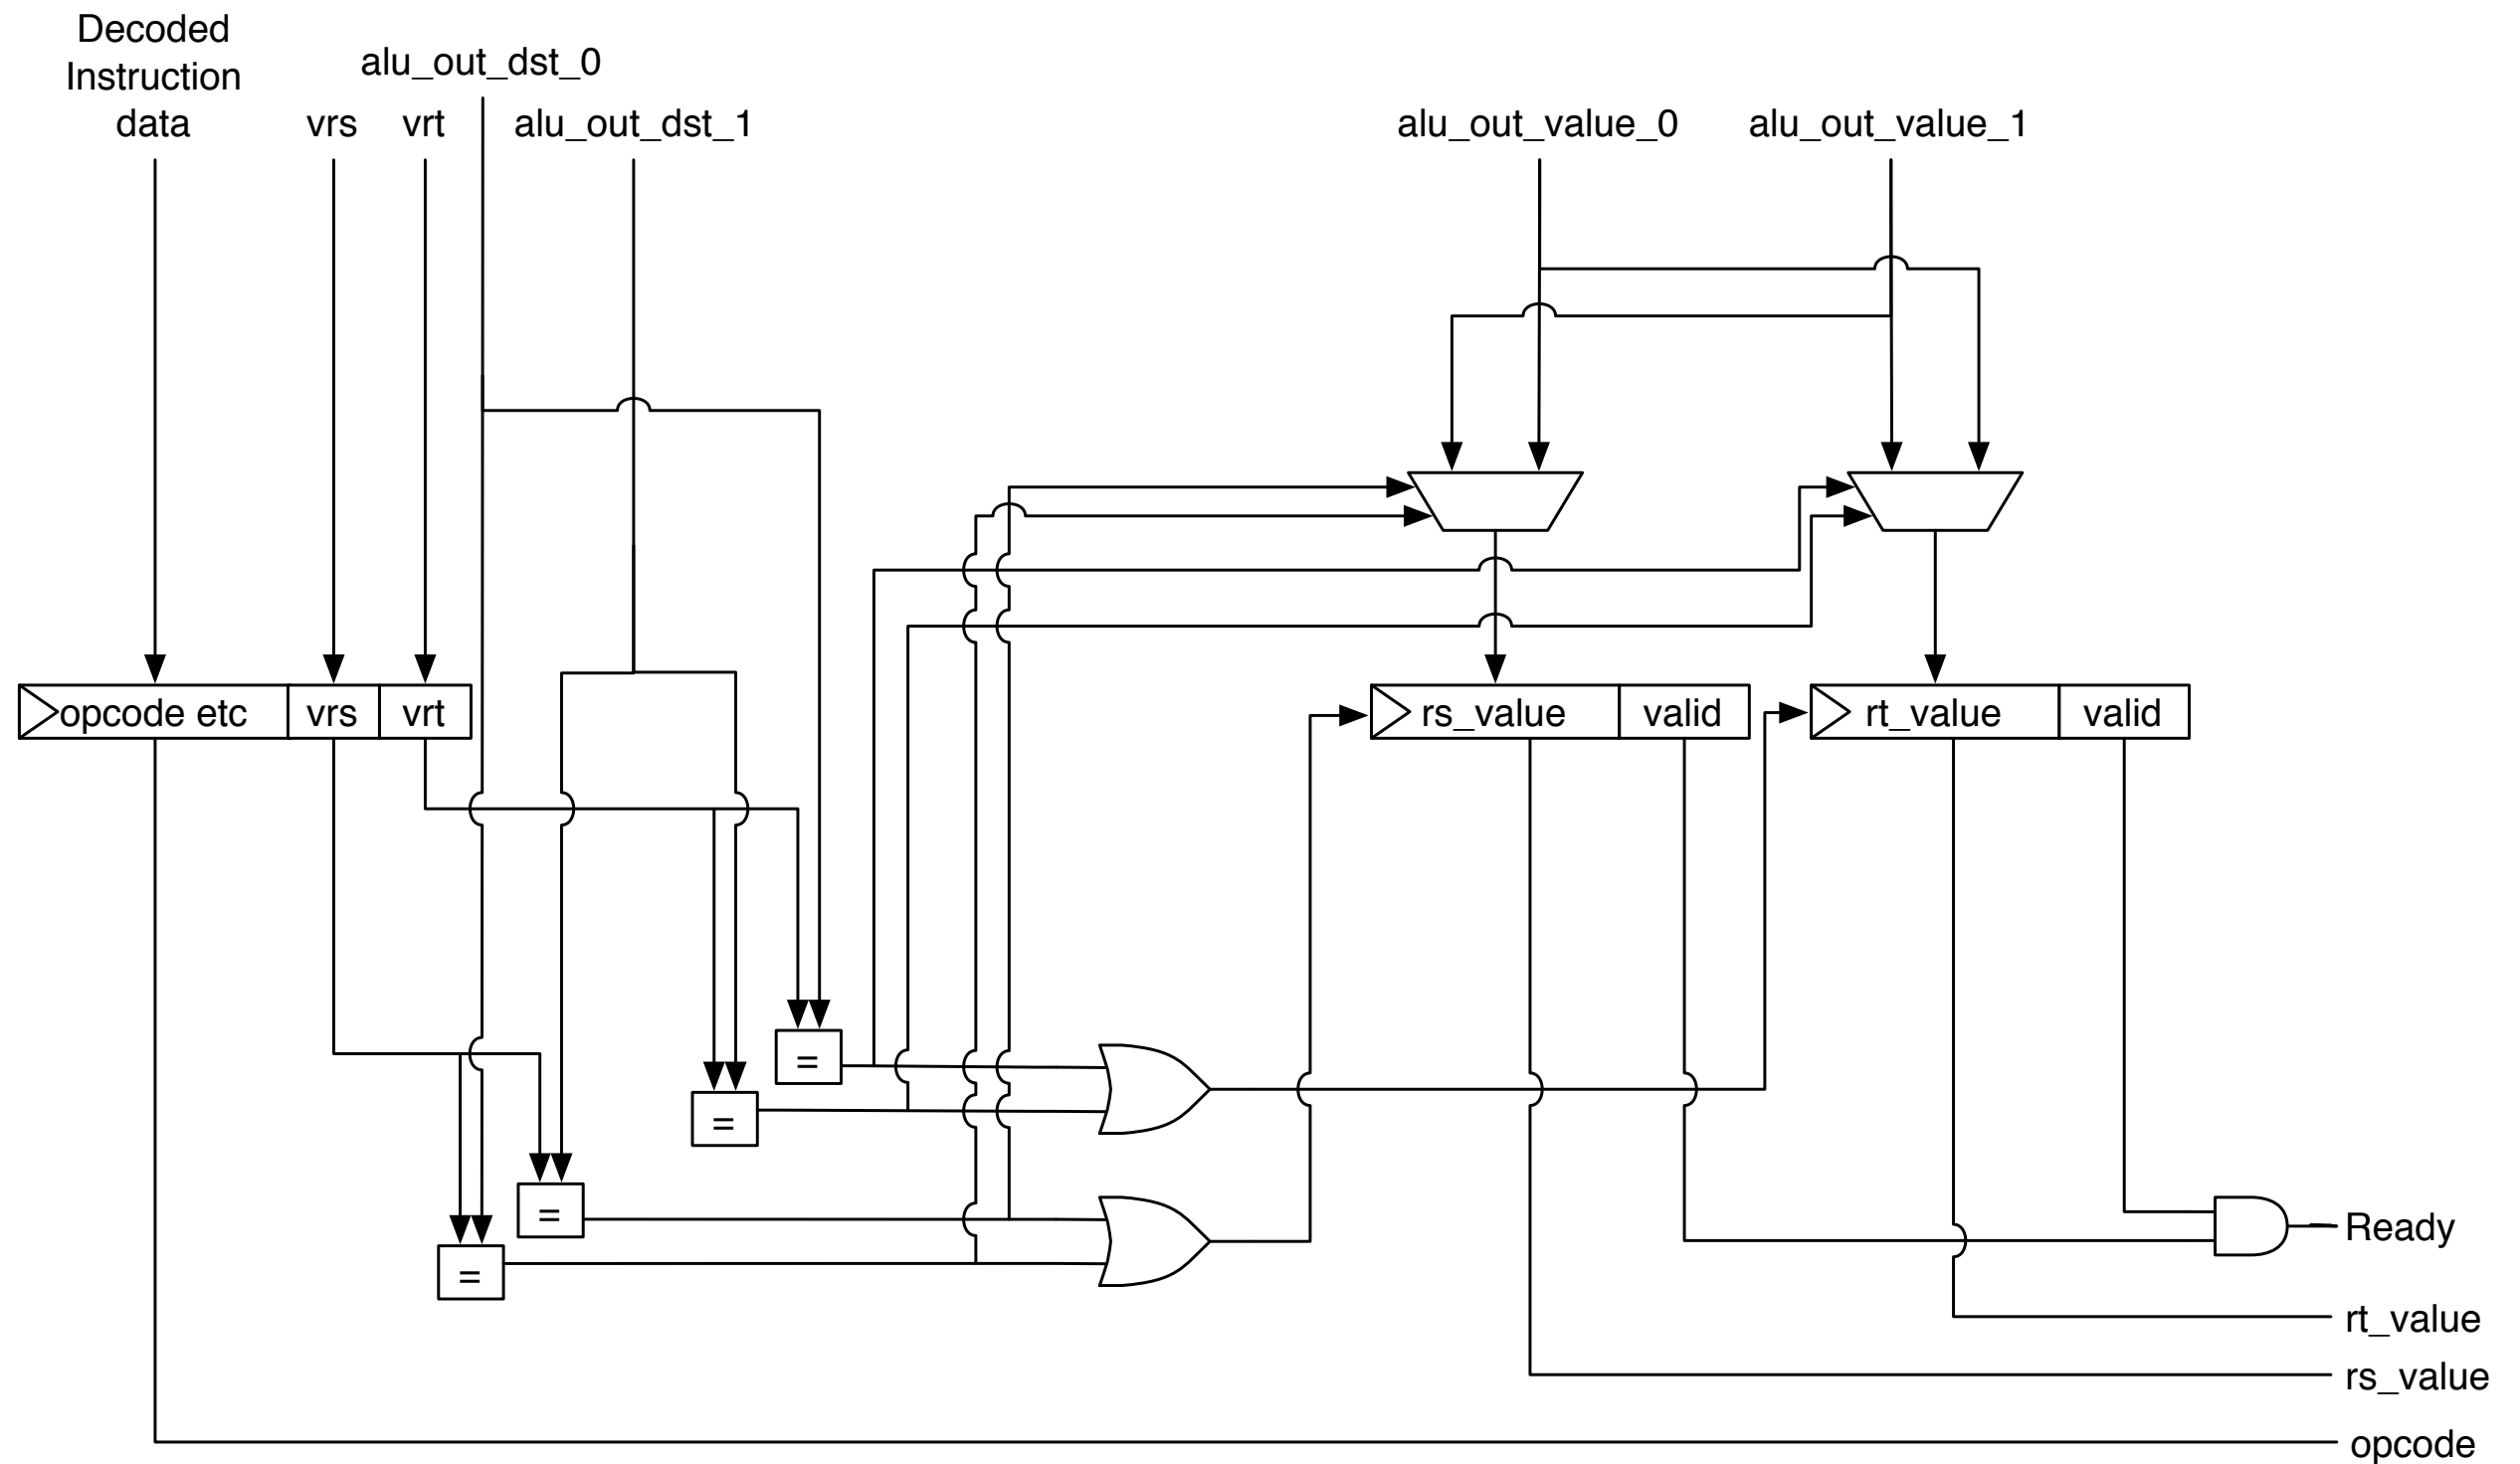 Decoded
Instruction
data
vrs
vrt
alu_out_dst_0
alu_out_dst_1
alu_out_value_0
alu_out_value_1
opcode etc
vrs
vrt
rs_value
valid
rt_value
valid
=
=
=
=
Ready
rt_value
rs_value
opcode